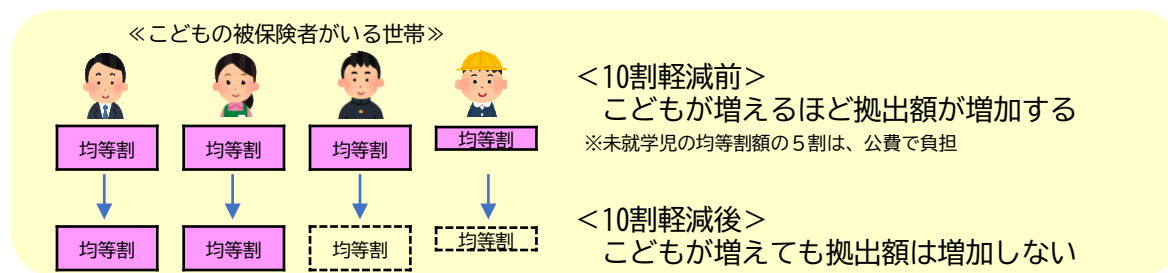 ≪こどもの被保険者がいる世帯≫
均等割 均等割 均等割 均等割
＜10割軽減前＞
こどもが増えるほど拠出額が増加する
※未就学児の均等割額の５割は、公費で負担
均等割 均等割 均等割 均等割
＜10割軽減後＞
こどもが増えても拠出額は増加しない